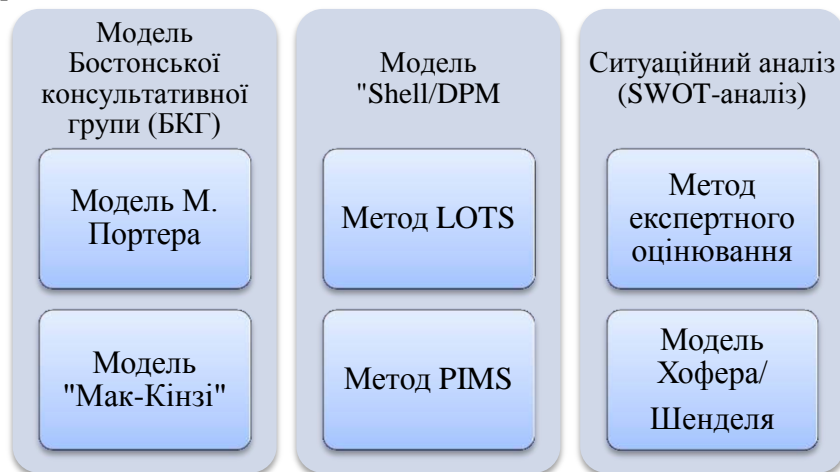 Модель
Бостонської
консультативної
групи (БКГ)
Модель М.
Портера
Модель
"Мак-Кінзі"
Модель
"Shell/DPM
Метод LOTS
Метод PIMS
Ситуаційний аналіз
(SWOT-аналіз)
Метод
експертного
оцінювання
Модель
Хофера/
Шенделя